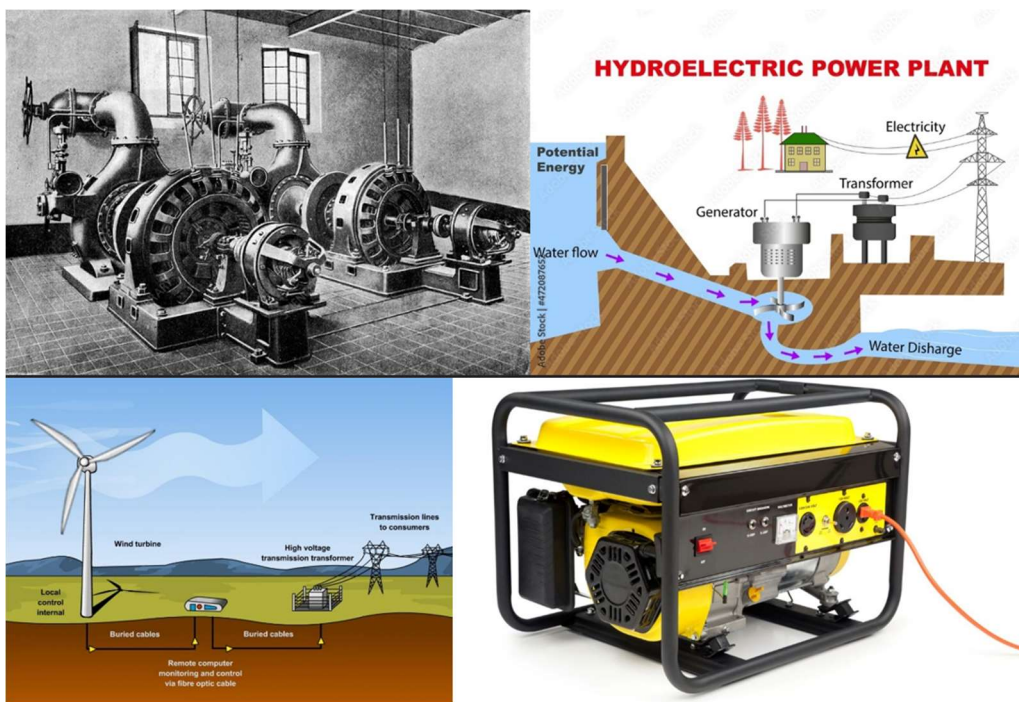 HYDROELECTRIC POWER PLANT
Potential
Energy
Electricity
Transformer
Generator
Water flow
Water Disharge
Adobe Stock | #472087652
Wind turbine
Transmission lines
to consumers
High voltage
transmission transformer
Local
control
internal
Buried cables
Buried cables
Remote computer
monitoring and control
via fibre optic cable